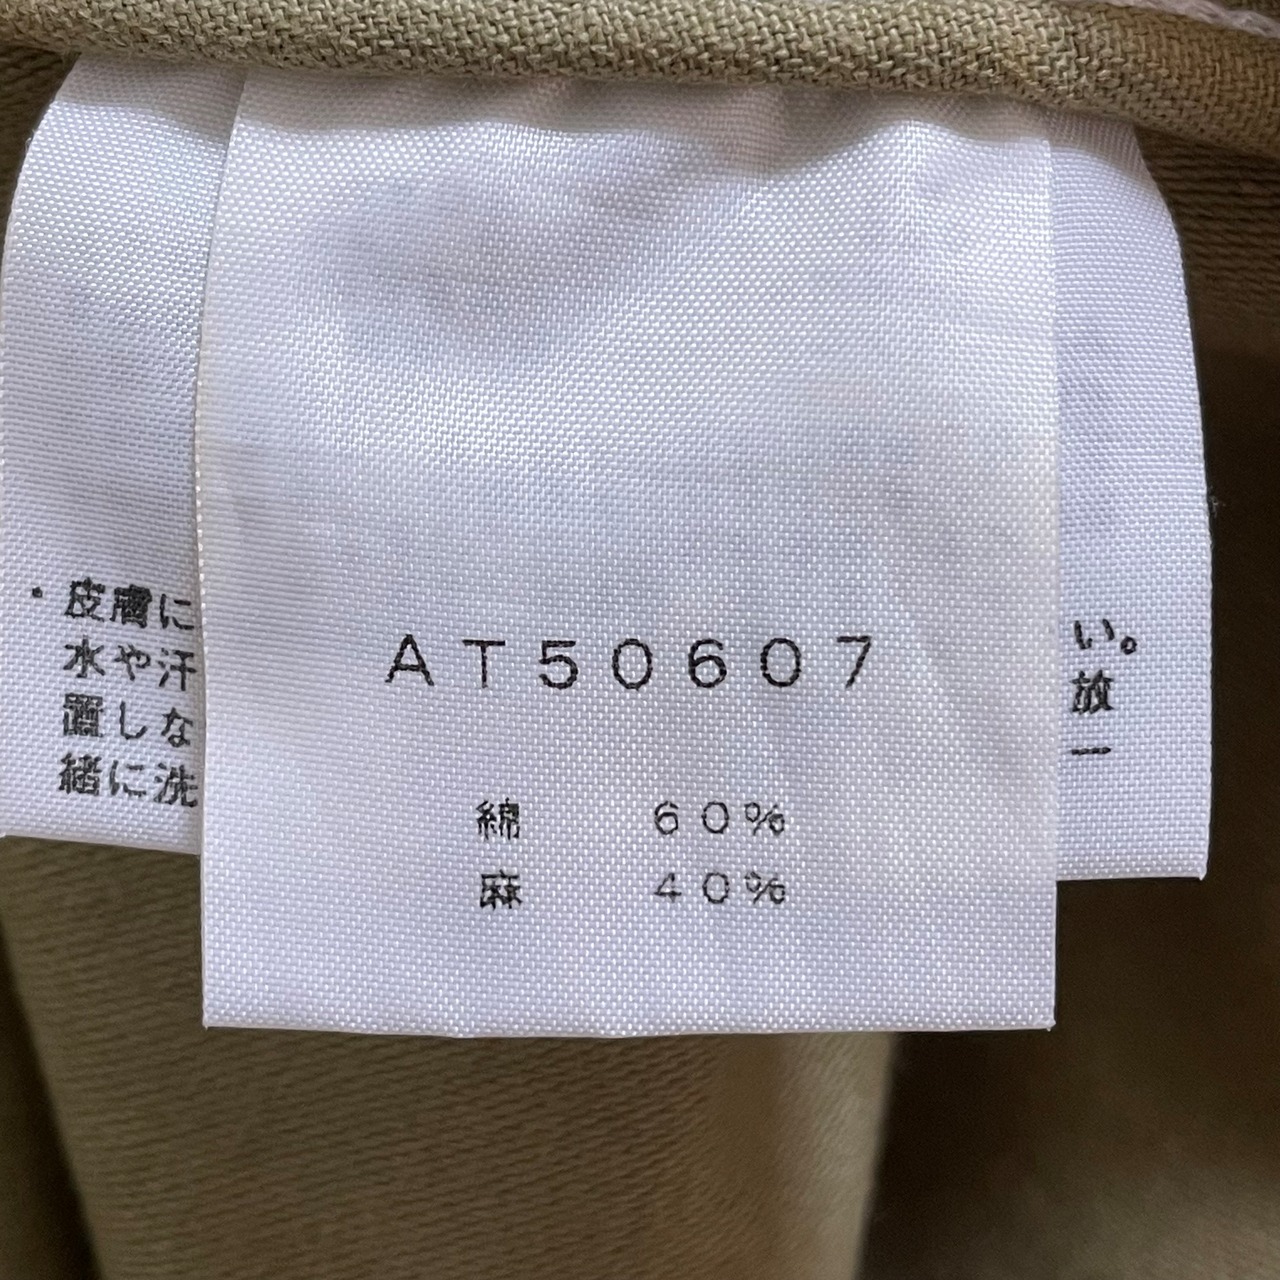 AT50607
綿 60%
麻 40%
・皮膚に
水や汗
置しな
緒に洗
い。
放
一